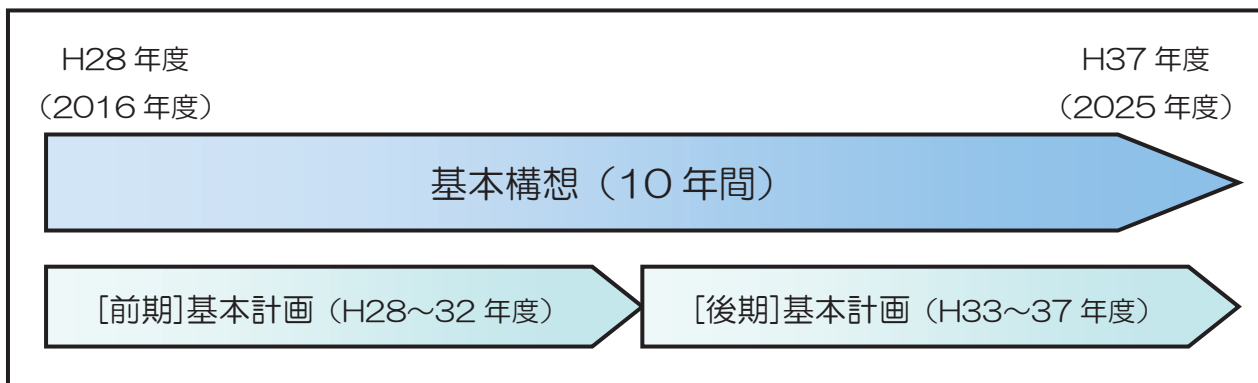 H28 年度
（2016 年度）
H37 年度
（2025 年度）
基本構想（10 年間）
[前期]基本計画（H28～32 年度）
[後期]基本計画（H33～37 年度）